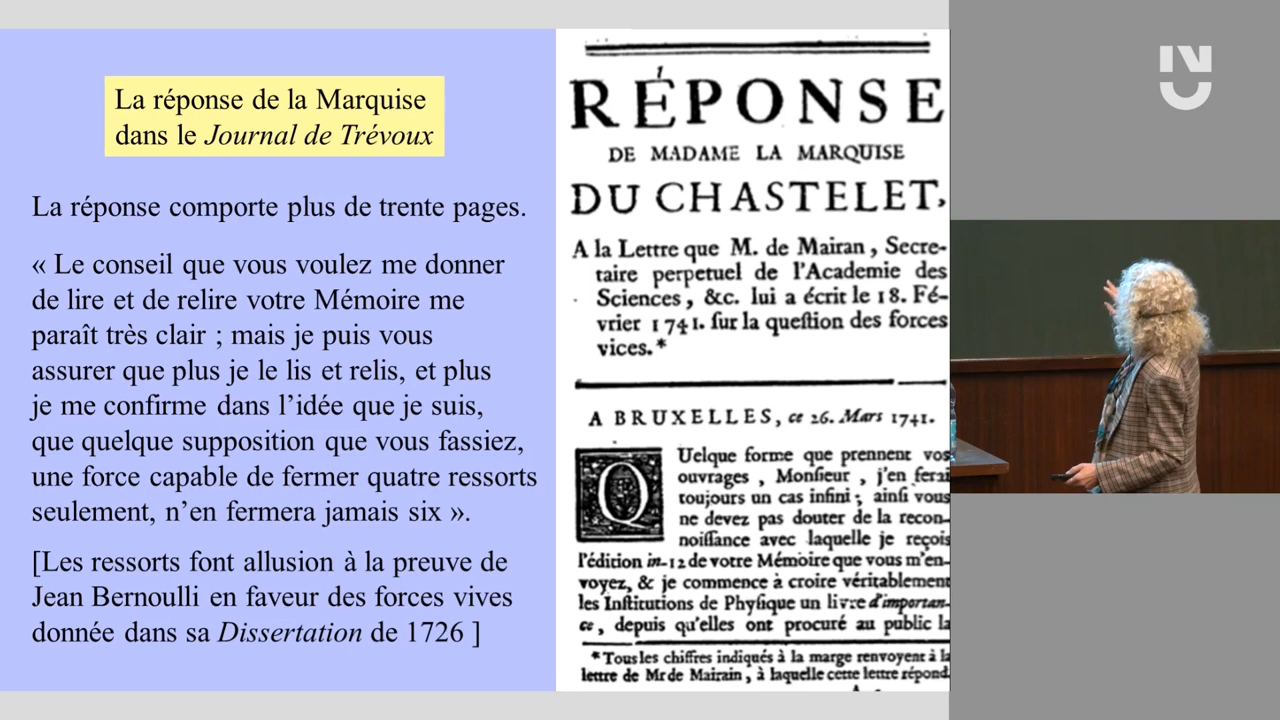 La réponse de la Marquise
dans le Journal de Trévoux
La réponse comporte plus de trente pages.
« Le conseil que vous voulez me donner
de lire et de relire votre Mémoire me
paraît très clair ; mais je puis vous
assurer que plus je le lis et relis, et plus
je me confirme dans l’idée que je suis,
que quelque supposition que vous fassiez,
une force capable de fermer quatre ressorts
seulement, n’en fermera jamais six ».
[Les ressorts font allusion à la preuve de
Jean Bernoulli en faveur des forces vives
donnée dans sa Dissertation de 1726 ]
RÉPONSE
DE MADAME LA MARQUISE
DU CHASTELET,
A la Lettre que M. de Mairan, Secre-
taire perpetuel de l'Academie des
Sciences, &c. lui a écrit le 18. Fé-
vrier 1741. ſur la queſtion des forces
vices.*
A BRUXELLES, ce 26. Mars 1741.
QUelque forme que prennent vos
ouvrages, Monſieur, j'en ferai
toujours un cas infini; ainſi vous
ne devez pas douter de la recon-
noiſſance avec laquelle je reçois
l'édition in-12 de votre Mémoire que vous m'en-
voyez, & je commence à croire véritablement
les Inſtitutions de Phyſique un livre d'importan-
ce, depuis qu'elles ont procuré au public la
*Tous les chiffres indiqués à la marge renvoyent à la
lettre de Mr de Mairain, à laquelle cette lettre répond.